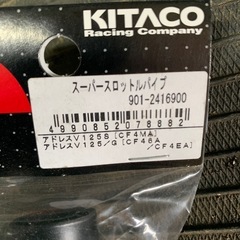 KITACO
Racing Company
スーパースロットルパイプ
901-2416900
4990852078882
アドレスV125S [CF4MA]
アドレスV125/G [CF46A
/CF4EA]